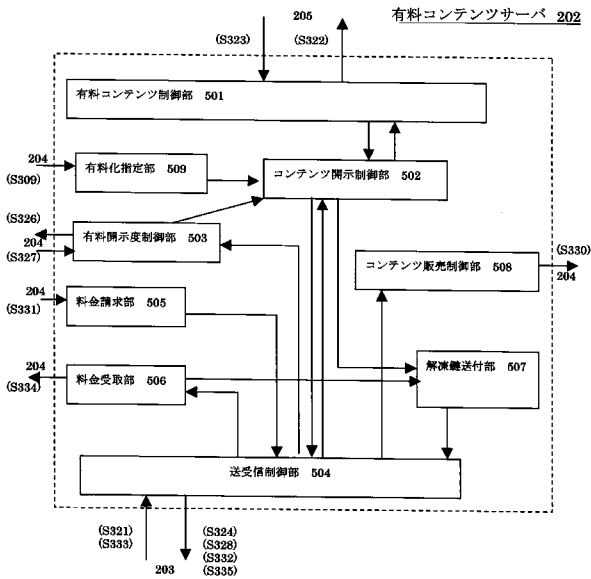 有料コンテンツサーバ 202
205
(S323)
(S322)
有料コンテンツ制御部 501
204
(S309)
有料化指定部 509
コンテンツ開示制御部 502
(S326)
204
(S327)
有料開示度制御部 503
コンテンツ販売制御部 508
(S330)
204
204
(S331)
料金請求部 505
204
(S334)
料金受取部 506
解凍鍵送付部 507
送受信制御部 504
(S321)
(S333)
203
(S324)
(S328)
(S332)
(S335)